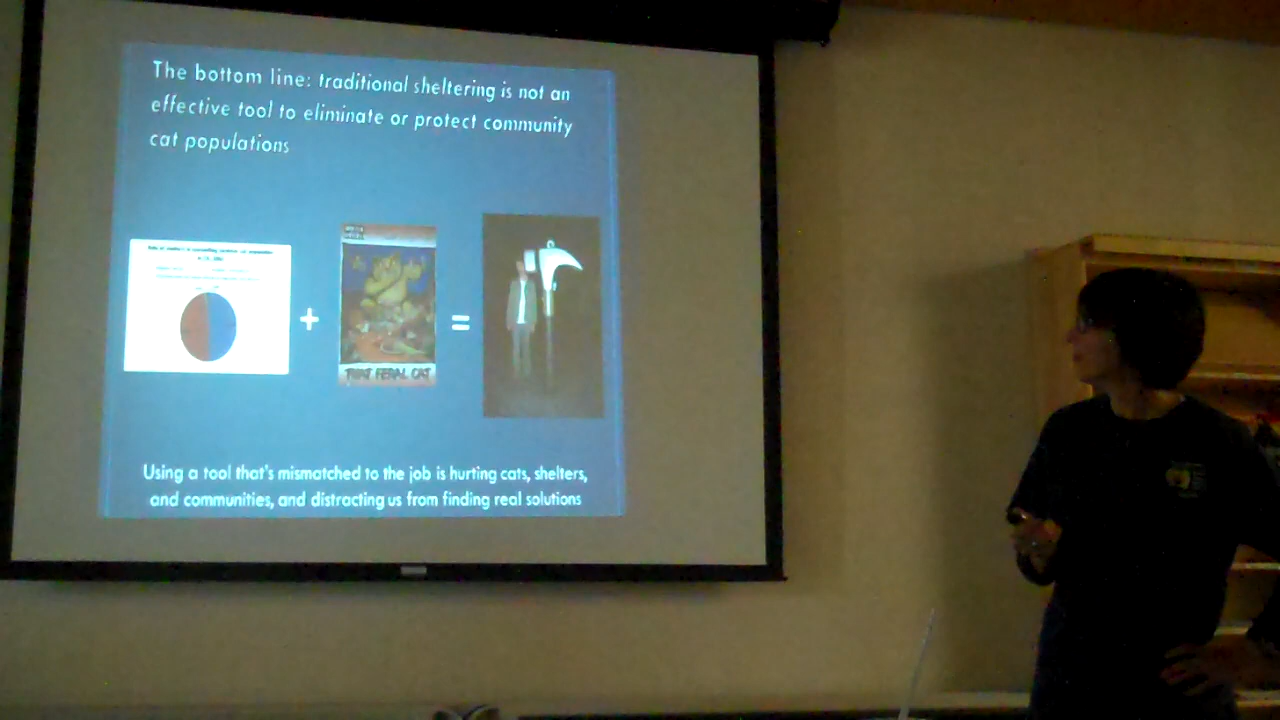 The bottom line: traditional sheltering is not an
effective tool to eliminate or protect community
cat populations
+
=
THAT FERAL CAT
Using a tool that's mismatched to the job is hurting cats, shelters,
and communities, and distracting us from finding real solutions